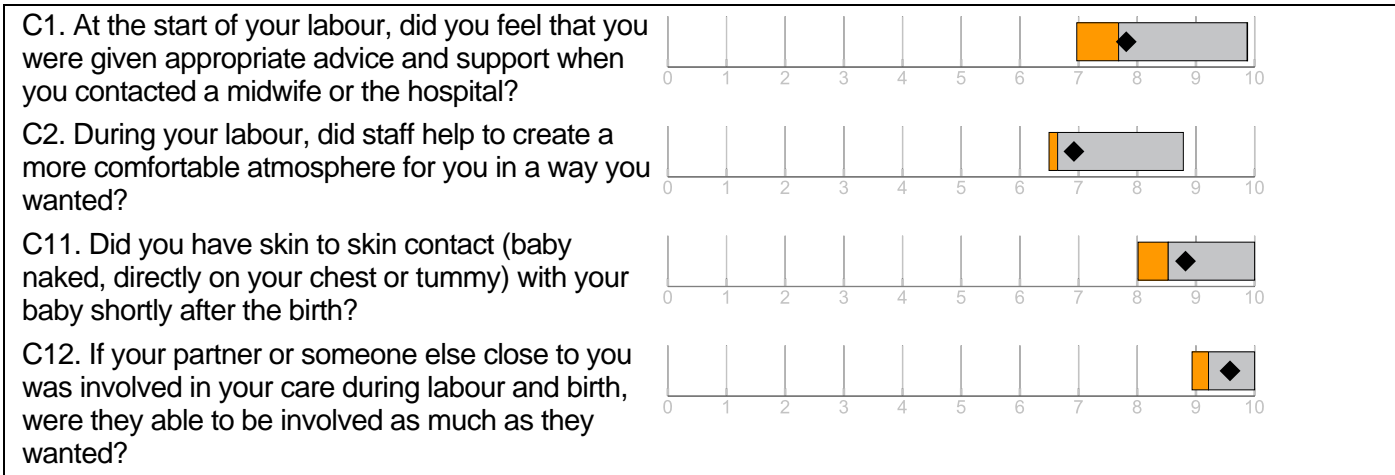 C1. At the start of your labour, did you feel that you
were given appropriate advice and support when
you contacted a midwife or the hospital?
0 1 2 3 4 5 6 7 8 9 10
C2. During your labour, did staff help to create a
more comfortable atmosphere for you in a way you
wanted?
0 1 2 3 4 5 6 7 8 9 10
C11. Did you have skin to skin contact (baby
naked, directly on your chest or tummy) with your
baby shortly after the birth?
0 1 2 3 4 5 6 7 8 9 10
C12. If your partner or someone else close to you
was involved in your care during labour and birth,
were they able to be involved as much as they
wanted?
0 1 2 3 4 5 6 7 8 9 10